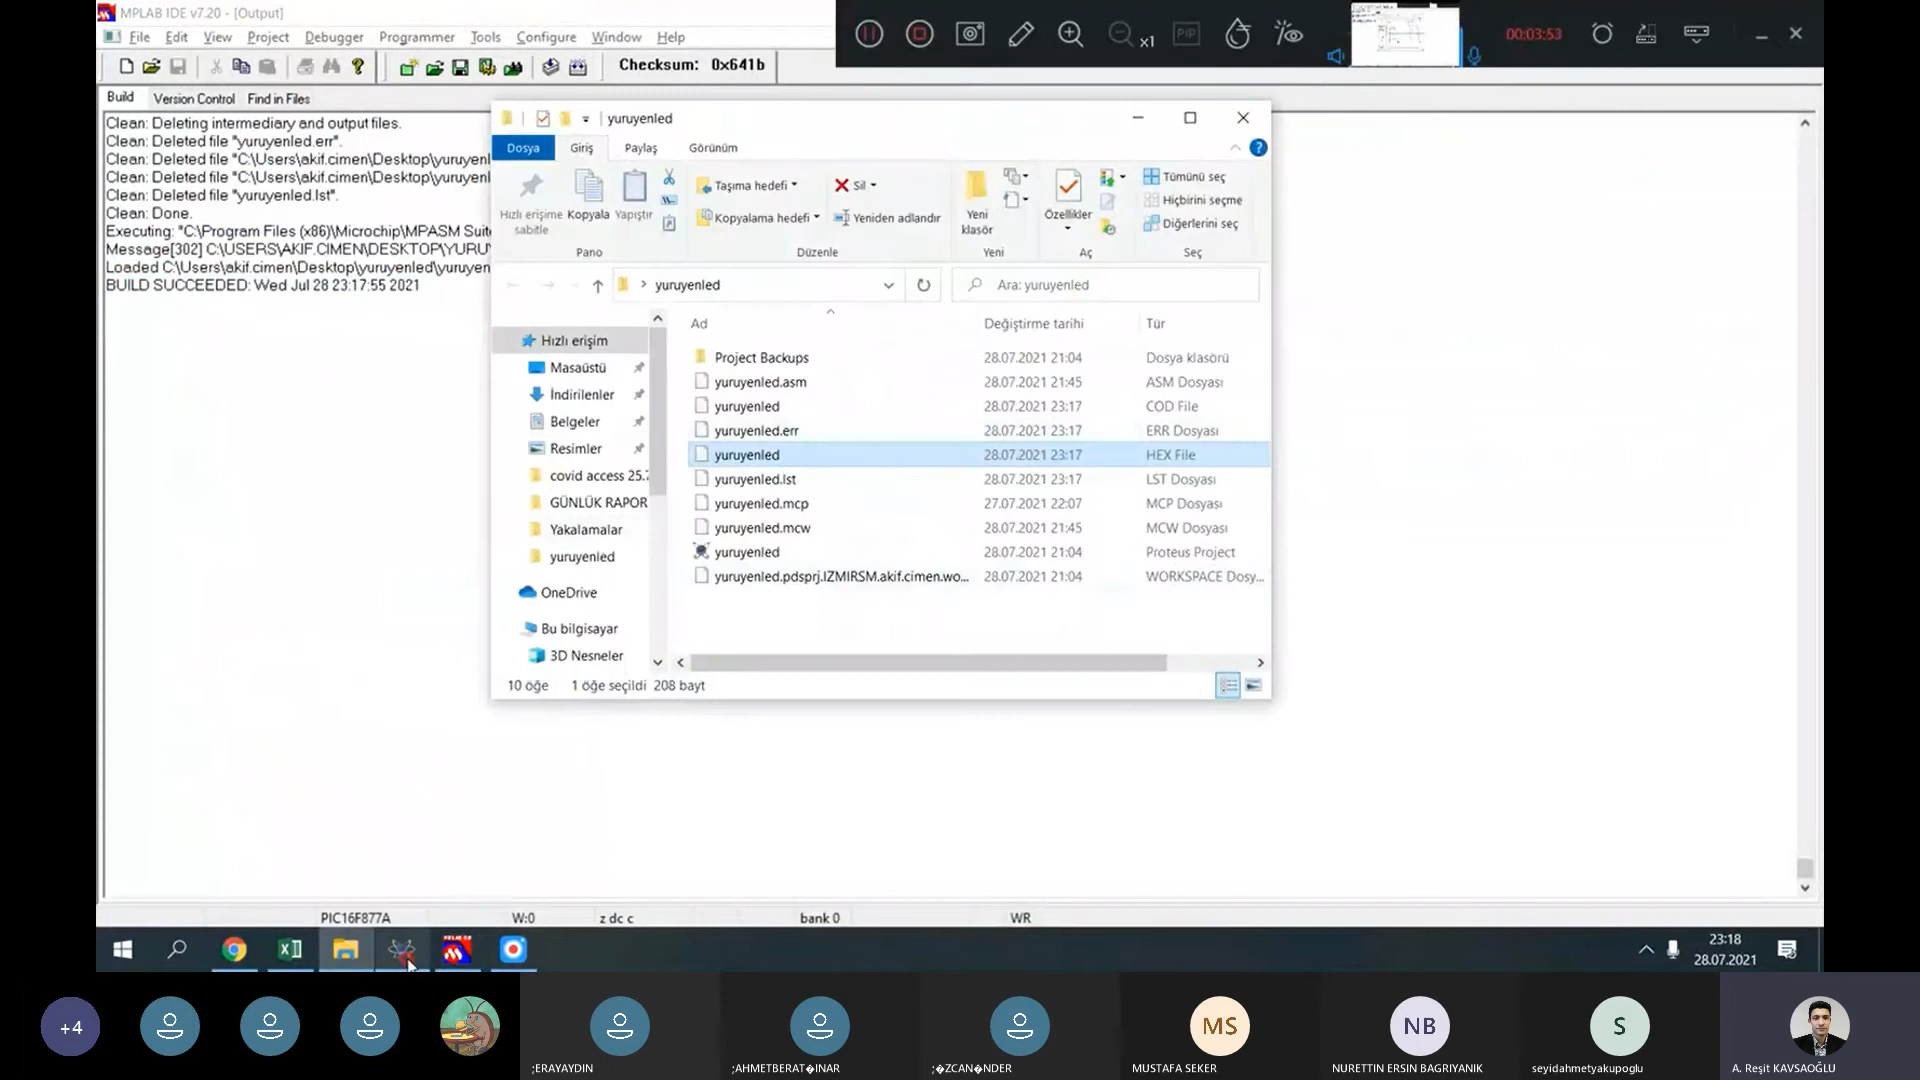 MPLAB IDE v7.20 - [Output]
File Edit View Project Debugger Programmer Tools Configure Window Help
x1
PIP
00:03:53
Checksum: 0x641b
Build Version Control Find in Files
Clean: Deleting intermediary and output files.
Clean: Deleted file "yuruyenled.err".
Clean: Deleted file "C:\Users\akif.cimen\Desktop\yuruyenl
Clean: Deleted file "C:\Users\akif.cimen\Desktop\yuruyenl
Clean: Deleted file "yuruyenled.lst".
Clean: Done.
Executing: "C:\Program Files (x86)\Microchip\MPASM Suite
Message[302] C:\USERS\AKIF.CIMEN\DESKTOP\YURU
Loaded C:\Users\akif.cimen\Desktop\yuruyenled\yuruyen
BUILD SUCCEEDED: Wed Jul 28 23:17:55 2021
yuruyenled
Dosya Giriş Paylaş Görünüm
Hızlı erişime sabitle
Kopyala
Yapıştır
Pano
Taşıma hedefi
Kopyalama hedefi
Sil
Yeniden adlandır
Düzenle
Yeni klasör
Yeni
Özellikler
Aç
Tümünü seç
Hiçbirini seçme
Diğerlerini seç
Seç
yuruyenled
Ara: yuruyenled
Hızlı erişim
Masaüstü
İndirilenler
Belgeler
Resimler
covid access 25.7
GÜNLÜK RAPOR
Yakalamalar
yuruyenled
OneDrive
Bu bilgisayar
3D Nesneler
Ad Değiştirme tarihi Tür
Project Backups 28.07.2021 21:04 Dosya klasörü
yuruyenled.asm 28.07.2021 21:45 ASM Dosyası
yuruyenled 28.07.2021 23:17 COD File
yuruyenled.err 28.07.2021 23:17 ERR Dosyası
yuruyenled 28.07.2021 23:17 HEX File
yuruyenled.lst 28.07.2021 23:17 LST Dosyası
yuruyenled.mcp 27.07.2021 22:07 MCP Dosyası
yuruyenled.mcw 28.07.2021 21:45 MCW Dosyası
yuruyenled 28.07.2021 21:04 Proteus Project
yuruyenled.pdsprj.IZMIRSM.akif.cimen.wo... 28.07.2021 21:04 WORKSPACE Dosy...
10 öğe 1 öğe seçildi 208 bayt
PIC16F877A W:0 z dc c bank 0 WR
23:18
28.07.2021
+4
MS
NB
S
;ERAYAYDIN
;AHMETBERAT�INAR
;�ZCAN�NDER
MUSTAFA SEKER
NURETTIN ERSIN BAGRIYANIK
seyidahmetyakupoglu
A. Reşit KAVSAOĞLU